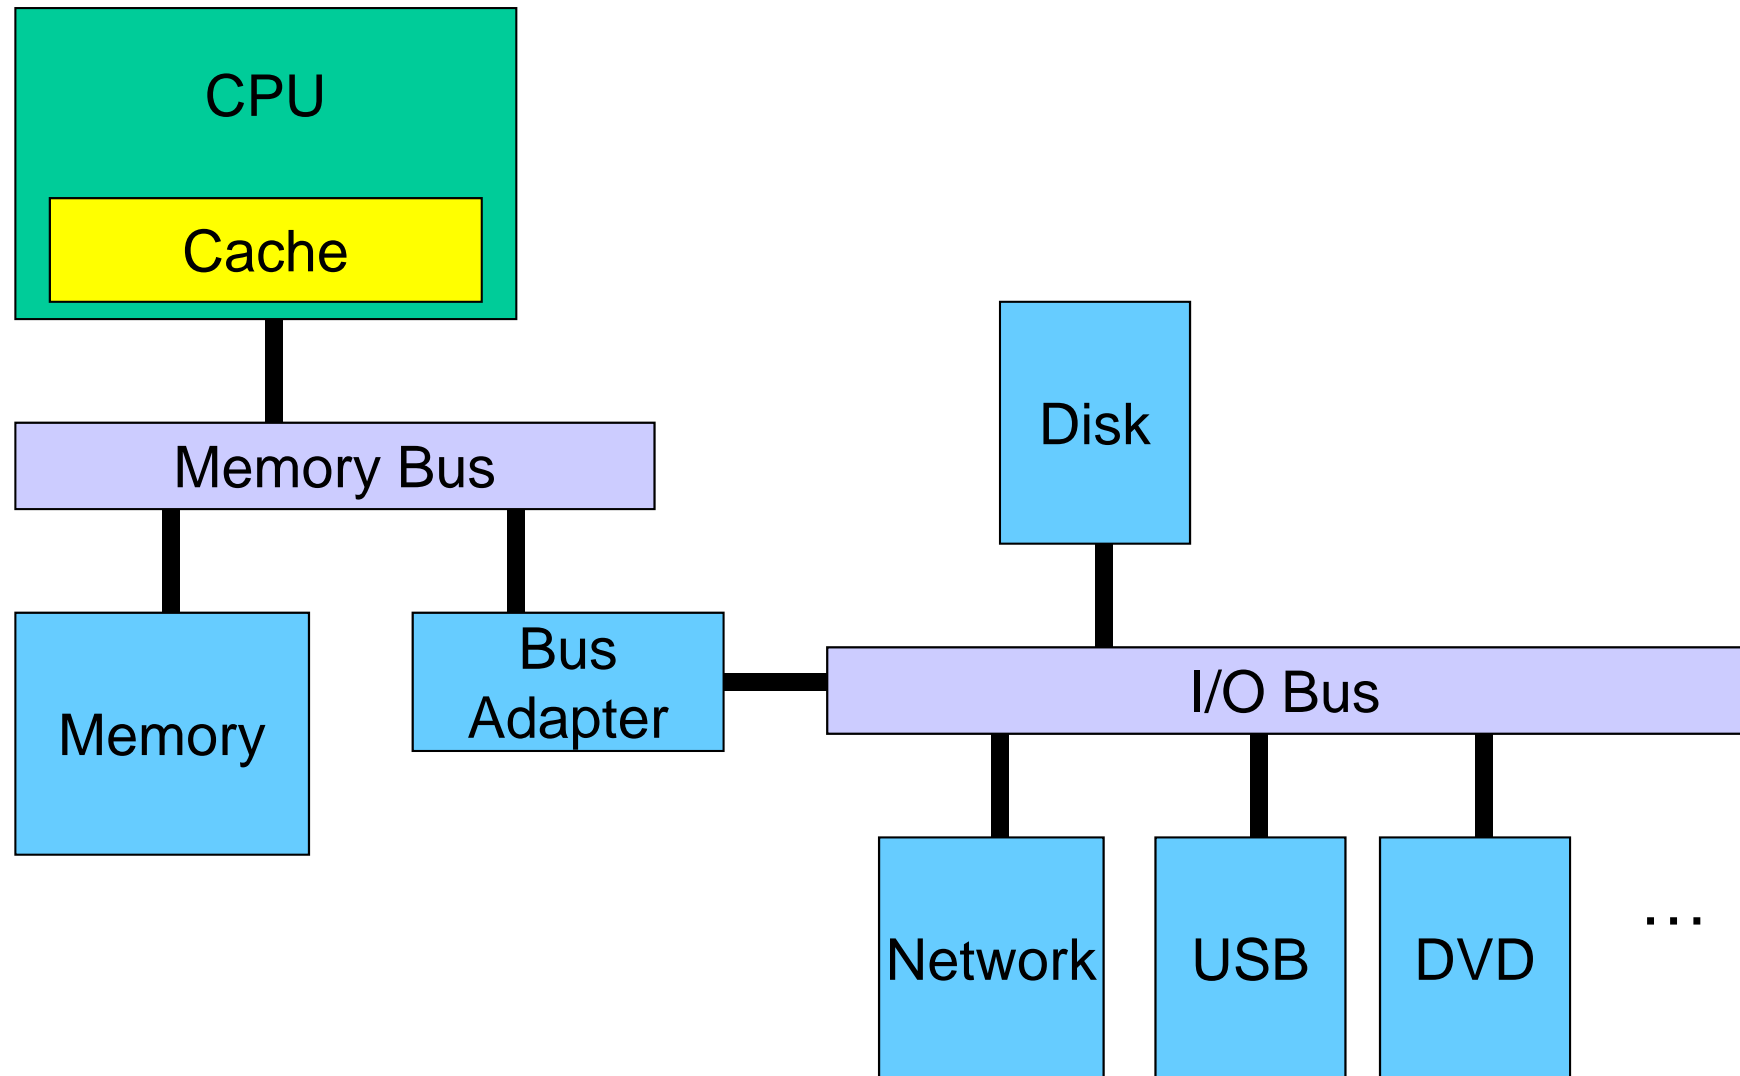 CPU
Cache
Memory Bus
Disk
Memory
Bus
Adapter
I/O Bus
Network
USB
DVD
…